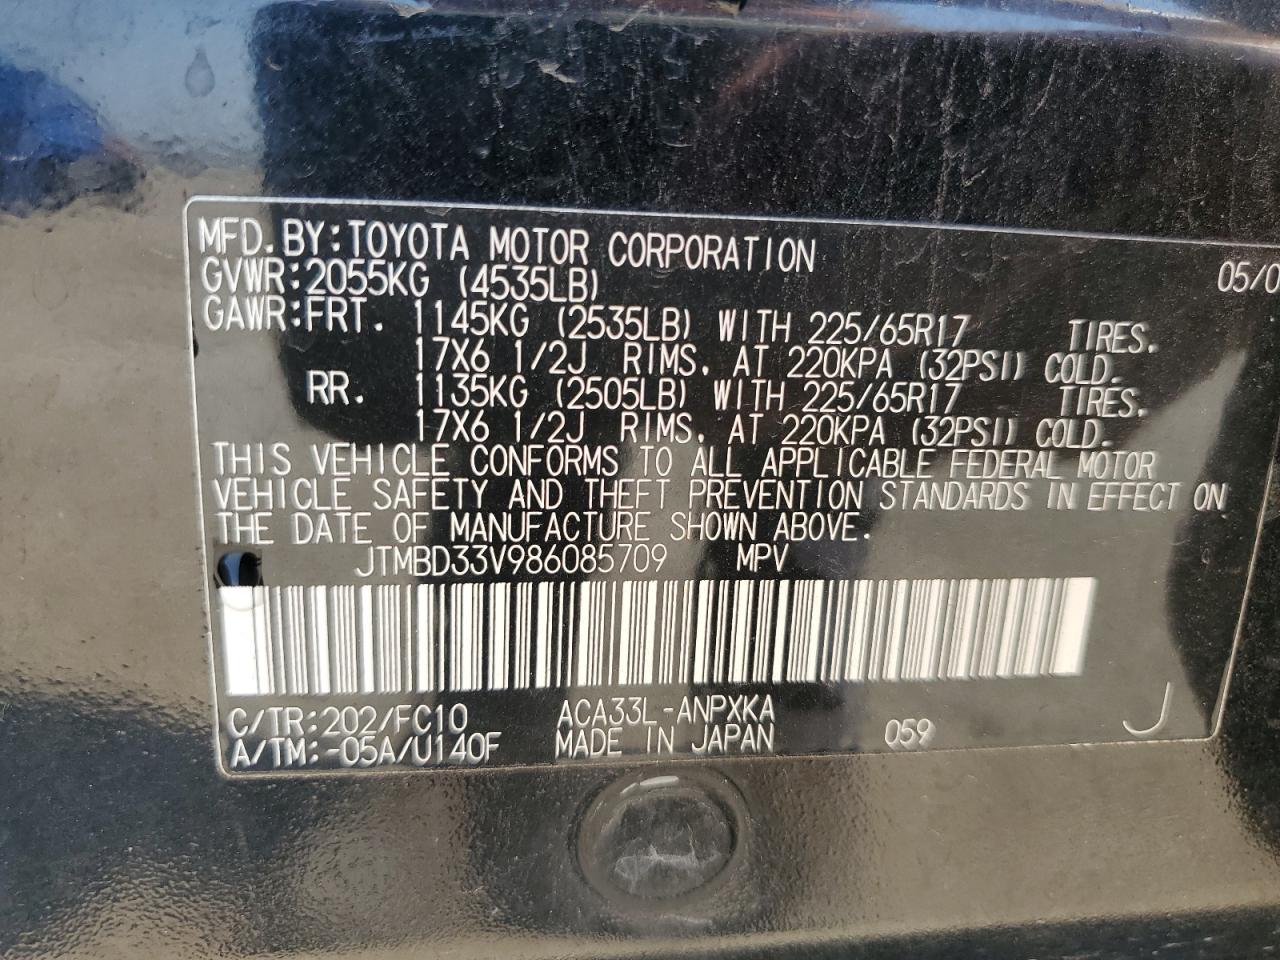 MFD.BY:TOYOTA MOTOR CORPORATION
GVWR:2055KG (4535LB) 05/0
GAWR:FRT. 1145KG (2535LB) WITH 225/65R17 TIRES.
17X6 1/2J RIMS, AT 220KPA (32PSI) COLD.
RR. 1135KG (2505LB) WITH 225/65R17 TIRES.
17X6 1/2J RIMS, AT 220KPA (32PSI) COLD.
THIS VEHICLE CONFORMS TO ALL APPLICABLE FEDERAL MOTOR
VEHICLE SAFETY AND THEFT PREVENTION STANDARDS IN EFFECT ON
THE DATE OF MANUFACTURE SHOWN ABOVE.
JTMBD33V986085709 MPV
C/TR:202/FC10 ACA33L-ANPXKA
A/TM:-05A/U140F MADE IN JAPAN 059 J